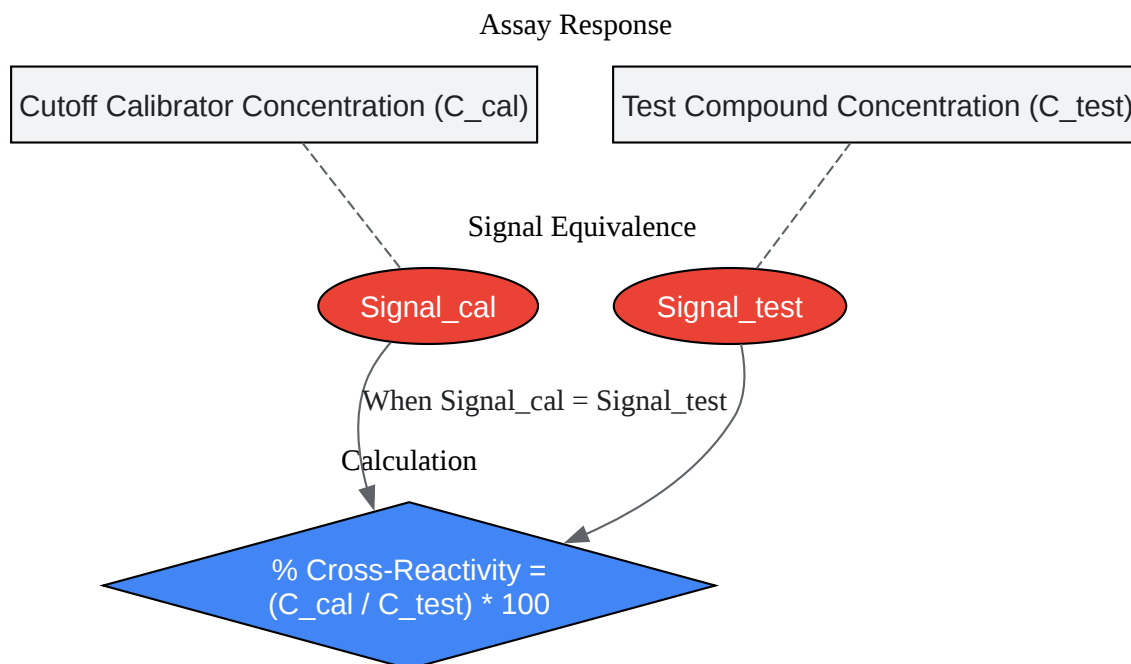 Assay Response
Cutoff Calibrator Concentration (C_cal)
Test Compound Concentration (C_test)
Signal Equivalence
Signal_cal
Signal_test
When Signal_cal = Signal_test
Calculation
% Cross-Reactivity =
(C_cal / C_test) * 100